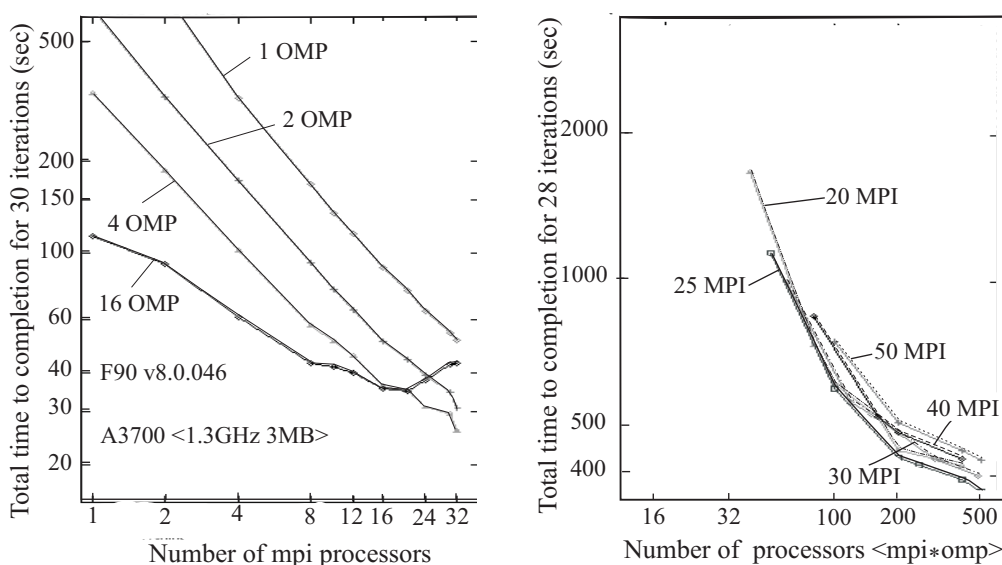 Total time to completion for 30 iterations (sec)
500
200
150
100
60
40
30
20
1 OMP
2 OMP
4 OMP
16 OMP
F90 v8.0.046
A3700 <1.3GHz 3MB>
1 2 4 8 12 16 24 32
Number of mpi processors
Total time to completion for 28 iterations (sec)
2000
1000
500
400
20 MPI
25 MPI
50 MPI
40 MPI
30 MPI
16 32 100 200 500
Number of processors <mpi*omp>